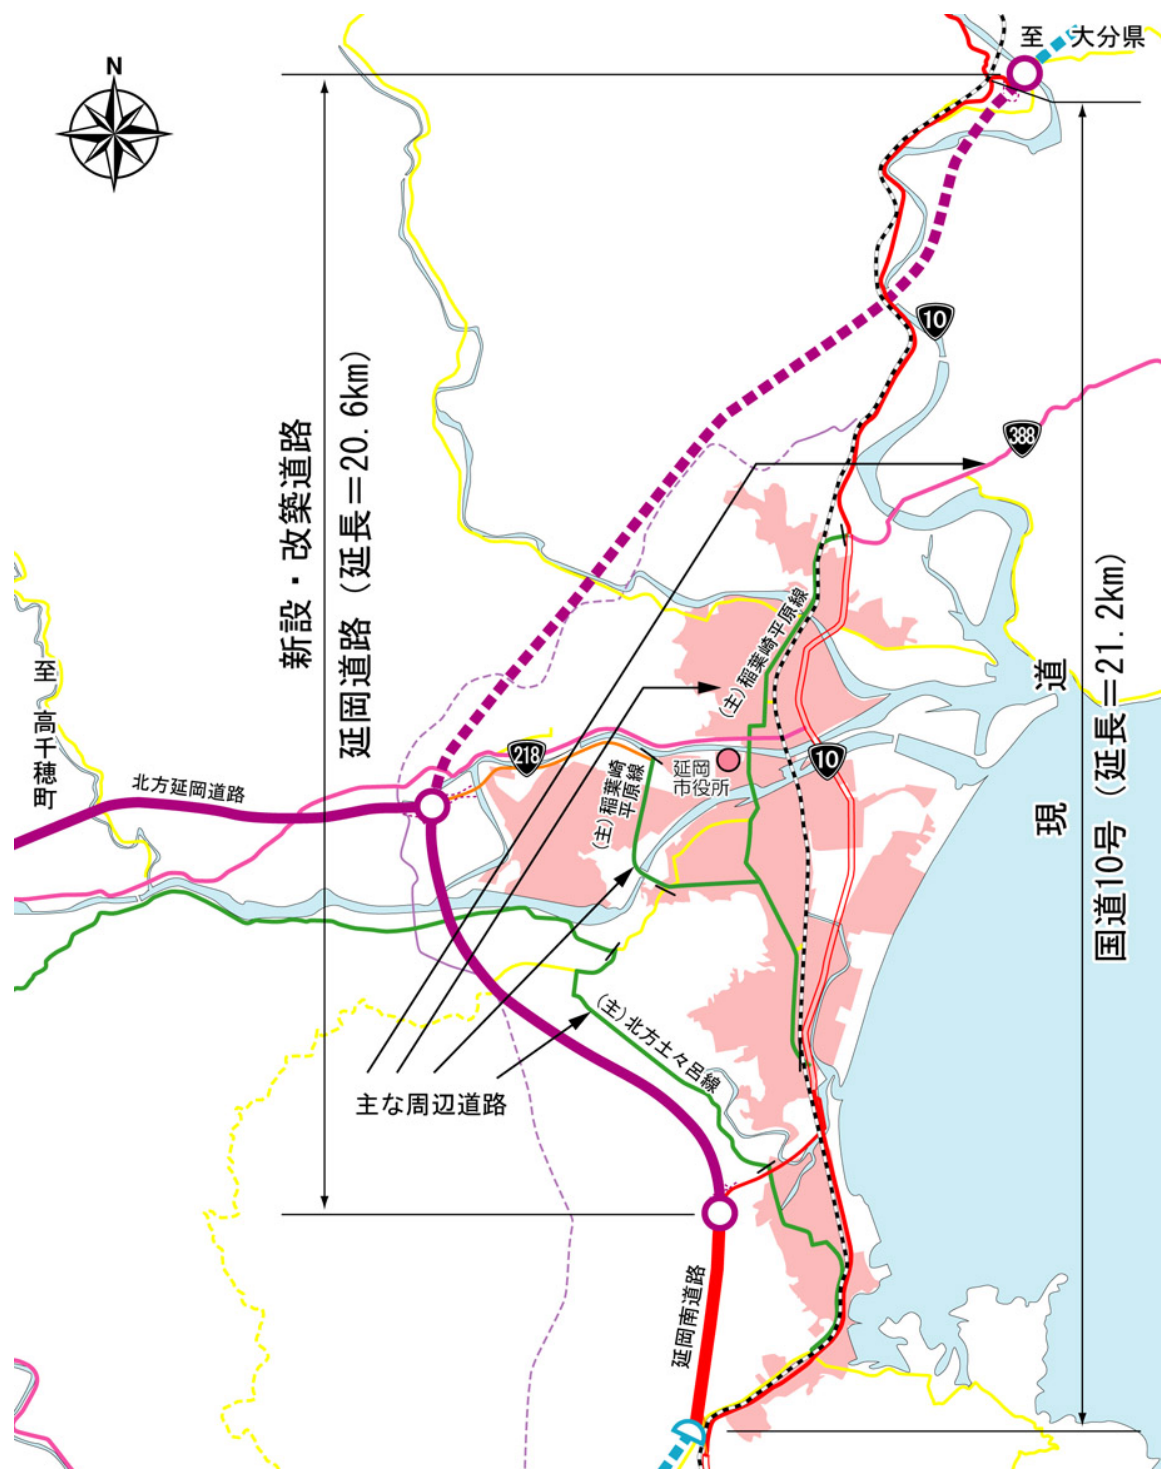 N
至 大分県
10
388
新設・改築道路
延岡道路（延長＝20.6km）
現道
国道10号（延長＝21.2km）
(主)稲葉崎平原線
至 高千穂町
北方延岡道路
218
延岡
市役所
10
(主)稲葉崎
平原線
(主)北方土々呂線
主な周辺道路
延岡南道路